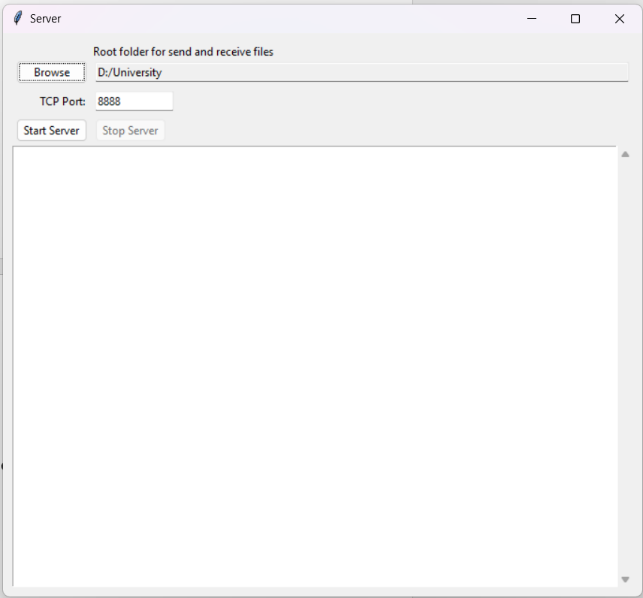 Server
Root folder for send and receive files
Browse D:/University
TCP Port: 8888
Start Server Stop Server